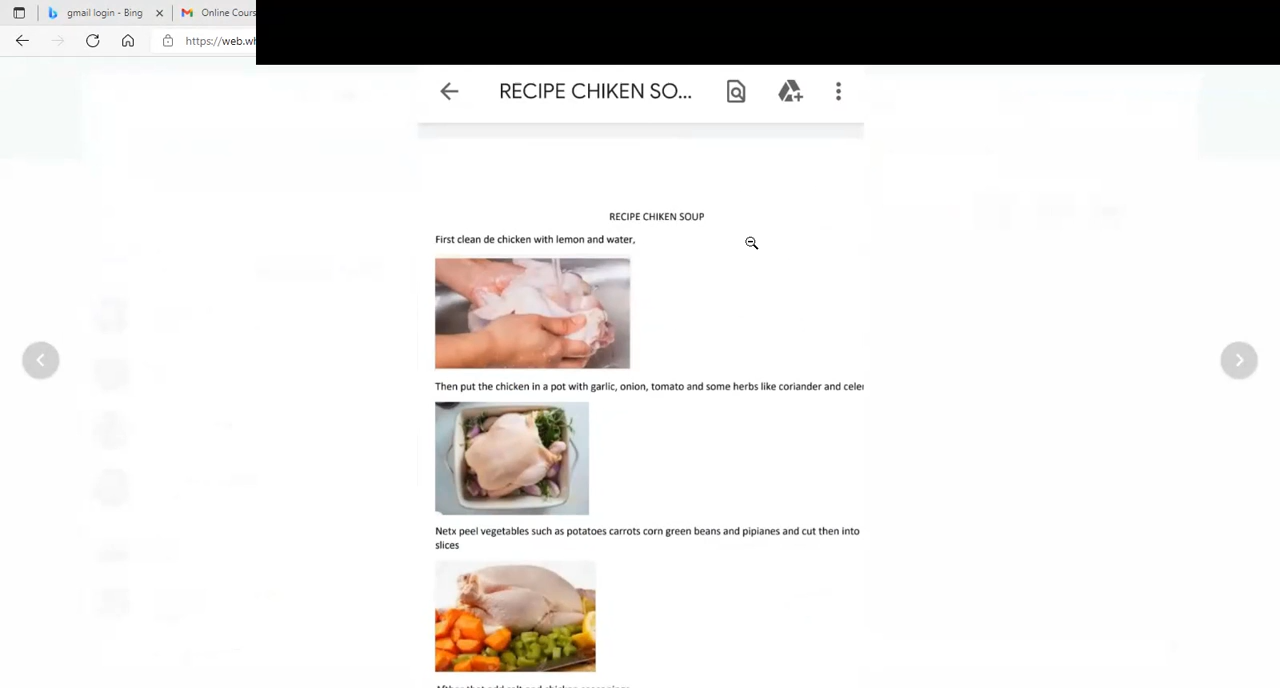 gmail login - Bing
Online Cours
https://web.wh
RECIPE CHIKEN SO...
RECIPE CHIKEN SOUP
First clean de chicken with lemon and water,
Then put the chicken in a pot with garlic, onion, tomato and some herbs like coriander and celer
Netx peel vegetables such as potatoes carrots corn green beans and pipianes and cut then into
slices